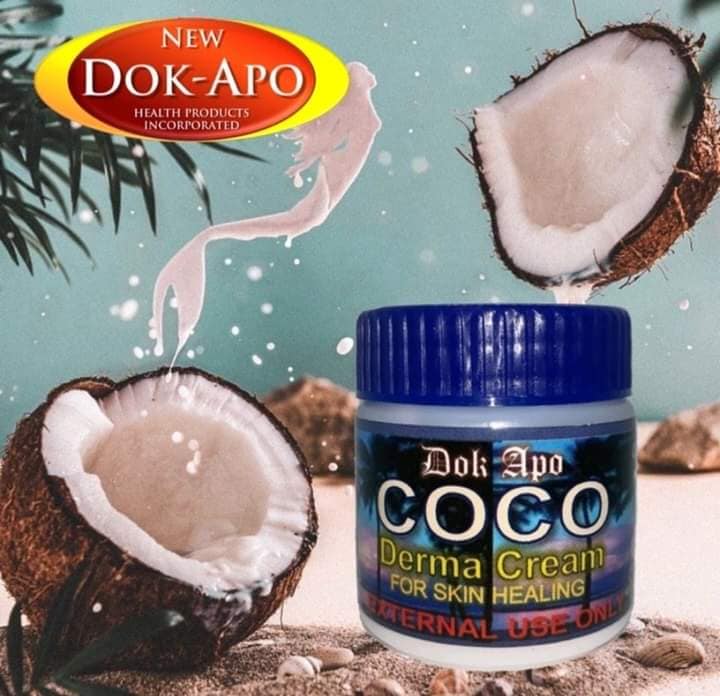 NEW
DOK-APO
HEALTH PRODUCTS
INCORPORATED
Dok Apo
COCO
Derma Cream
FOR SKIN HEALING
EXTERNAL USE ONLY